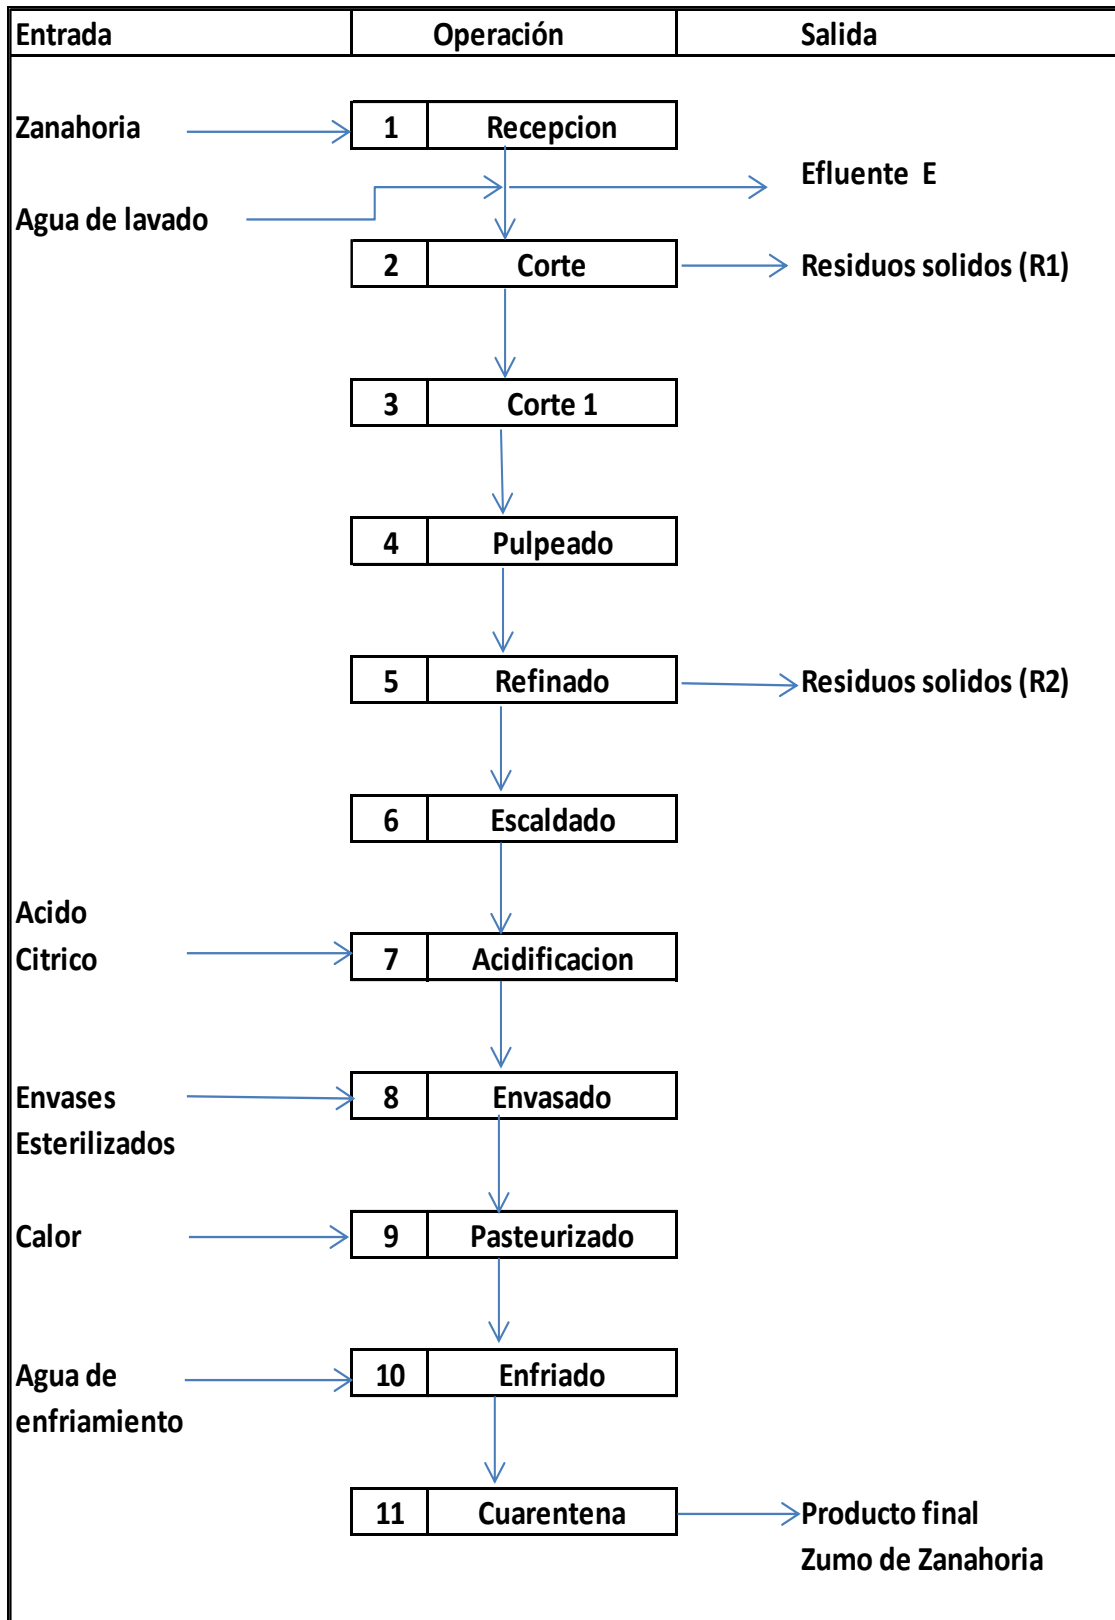 Entrada Operación Salida
Zanahoria 1 Recepcion
Efluente E
Agua de lavado
2 Corte Residuos solidos (R1)
3 Corte 1
4 Pulpeado
5 Refinado Residuos solidos (R2)
6 Escaldado
Acido
Citrico 7 Acidificacion
Envases 8 Envasado
Esterilizados
Calor 9 Pasteurizado
Agua de 10 Enfriado
enfriamiento
11 Cuarentena Producto final
Zumo de Zanahoria